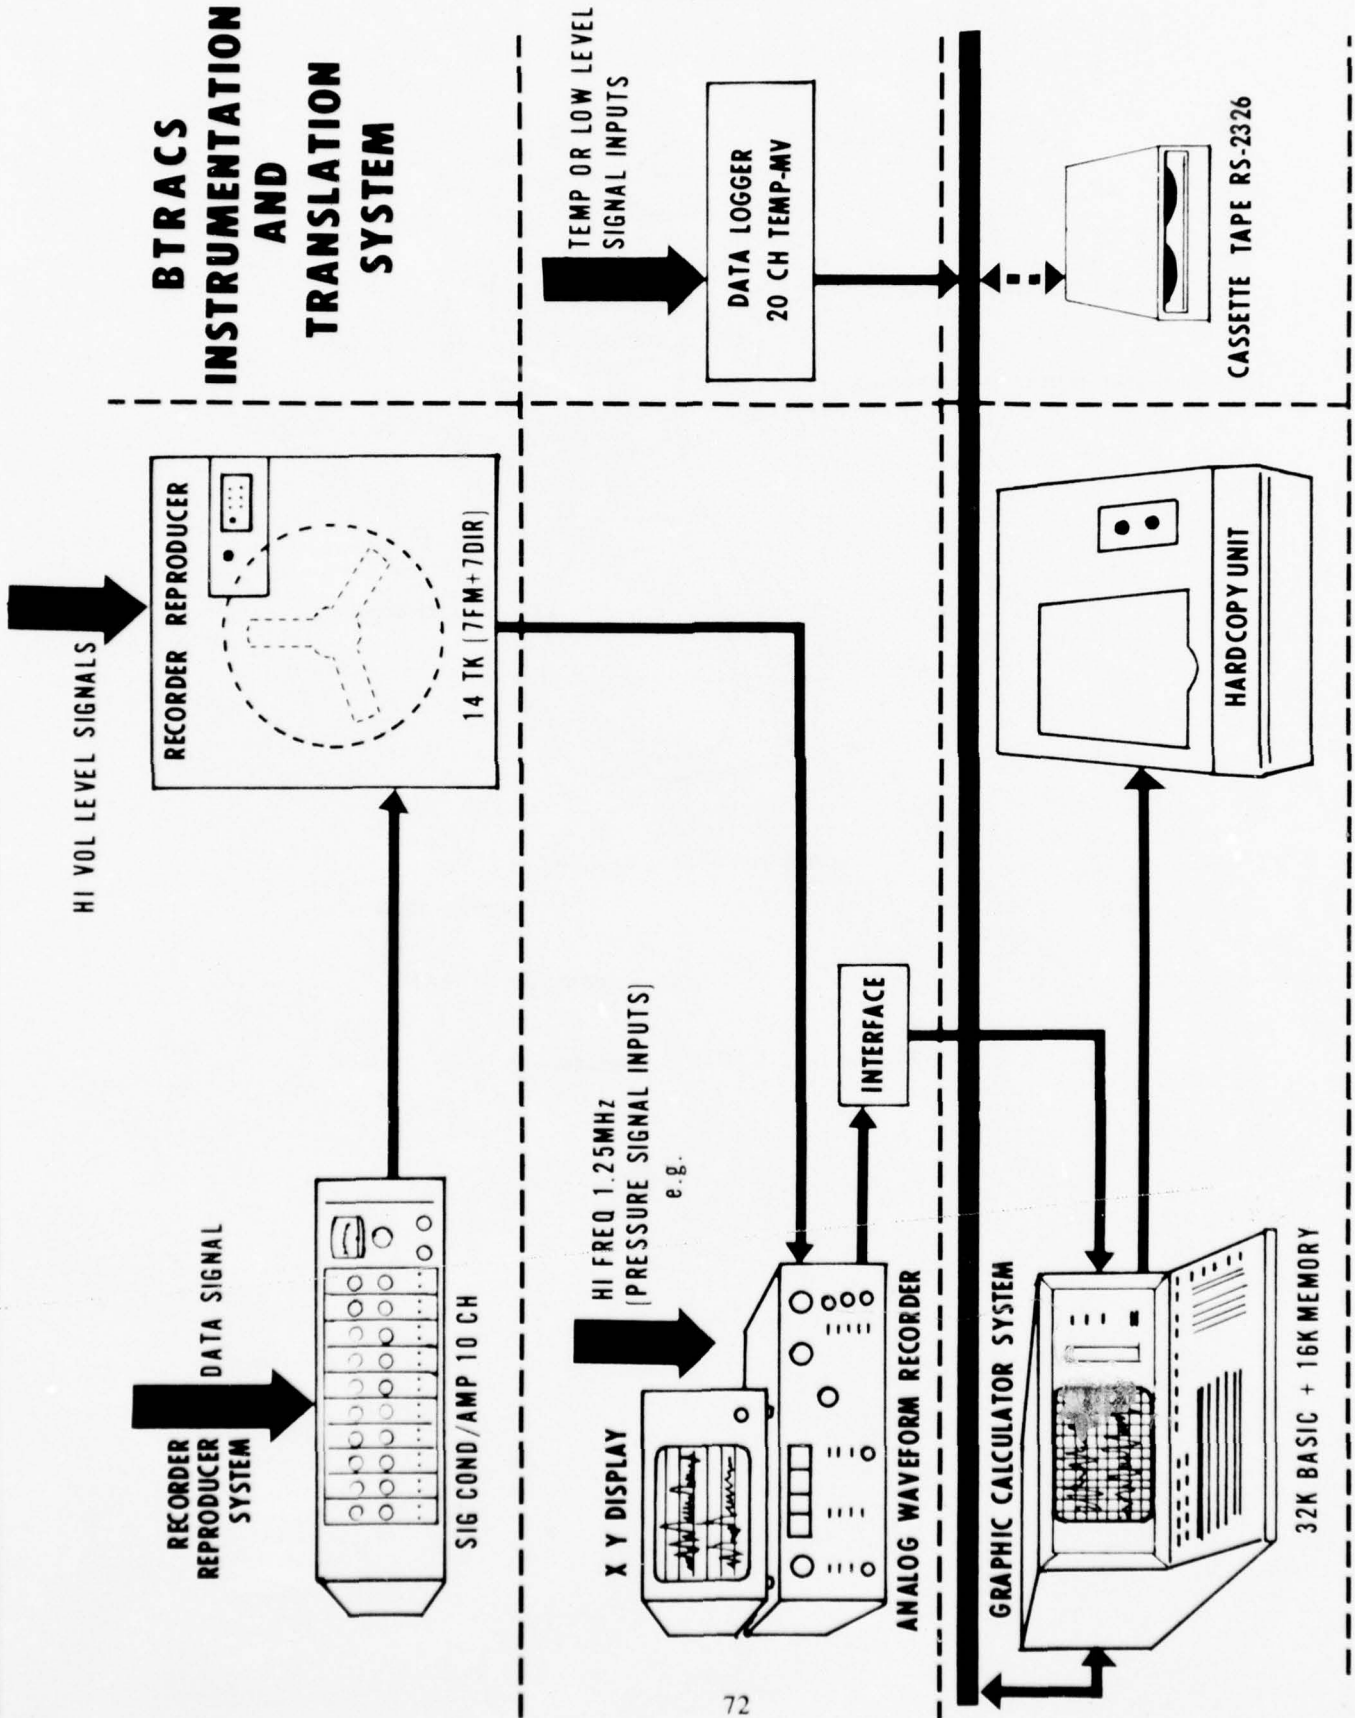 BTRACS
INSTRUMENTATION
AND
TRANSLATION
SYSTEM
HI VOL LEVEL SIGNALS
RECORDER REPRODUCER
14 TK (7FM+7DIR)
RECORDER
REPRODUCER
SYSTEM
DATA SIGNAL
SIG COND/AMP 10 CH
TEMP OR LOW LEVEL
SIGNAL INPUTS
DATA LOGGER
20 CH TEMP-MV
HI FREQ 1.25MHz
(PRESSURE SIGNAL INPUTS)
e.g.
X Y DISPLAY
ANALOG WAVEFORM RECORDER
INTERFACE
GRAPHIC CALCULATOR SYSTEM
32K BASIC + 16K MEMORY
HARDCOPY UNIT
CASSETTE TAPE RS-2326
72